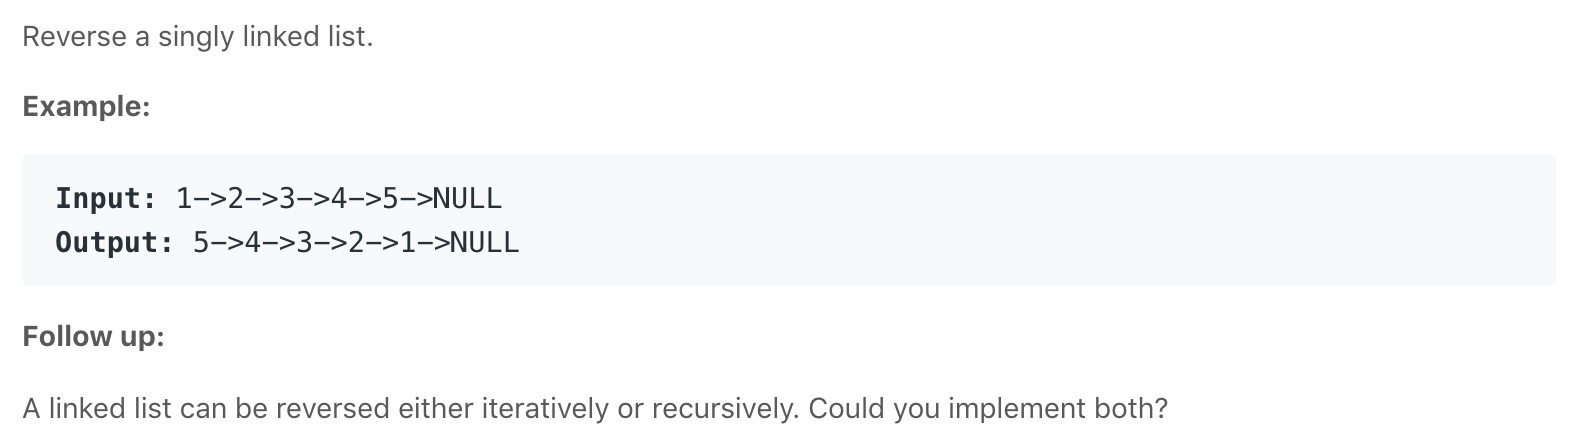 Reverse a singly linked list.
Example:
Input: 1->2->3->4->5->NULL
Output: 5->4->3->2->1->NULL
Follow up:
A linked list can be reversed either iteratively or recursively. Could you implement both?